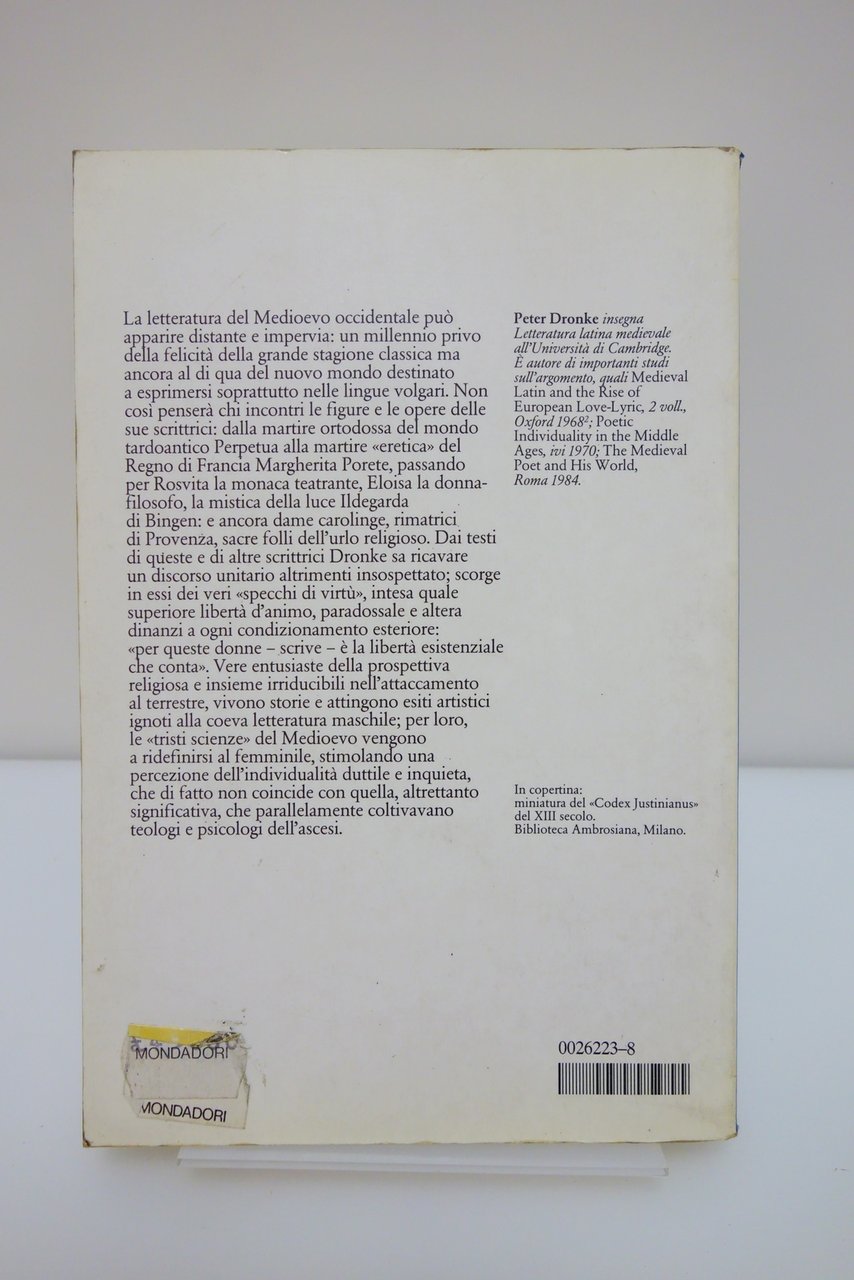 La letteratura del Medioevo occidentale può
apparire distante e impervia: un millennio privo
della felicità della grande stagione classica ma
ancora al di qua del nuovo mondo destinato
a esprimersi soprattutto nelle lingue volgari. Non
così penserà chi incontri le figure e le opere delle
sue scrittrici: dalla martire ortodossa del mondo
tardoantico Perpetua alla martire «eretica» del
Regno di Francia Margherita Porete, passando
per Rosvita la monaca teatrante, Eloisa la donna-
filosofo, la mistica della luce Ildegarda
di Bingen: e ancora dame carolinge, rimatrici
di Provenza, sacre folli dell'urlo religioso. Dai testi
di queste e di altre scrittrici Dronke sa ricavare
un discorso unitario altrimenti insospettato; scorge
in essi dei veri «specchi di virtù», intesa quale
superiore libertà d'animo, paradossale e altera
dinanzi a ogni condizionamento esteriore:
«per queste donne – scrive – è la libertà esistenziale
che conta». Vere entusiaste della prospettiva
religiosa e insieme irriducibili nell'attaccamento
al terrestre, vivono storie e attingono esiti artistici
ignoti alla coeva letteratura maschile; per loro,
le «tristi scienze» del Medioevo vengono
a ridefinirsi al femminile, stimolando una
percezione dell'individualità duttile e inquieta,
che di fatto non coincide con quella, altrettanto
significativa, che parallelamente coltivavano
teologi e psicologi dell'ascesi.
Peter Dronke insegna
Letteratura latina medievale
all'Università di Cambridge.
È autore di importanti studi
sull'argomento, quali Medieval
Latin and the Rise of
European Love-Lyric, 2 voll.,
Oxford 1968²; Poetic
Individuality in the Middle
Ages, ivi 1970; The Medieval
Poet and His World,
Roma 1984.
In copertina:
miniatura del «Codex Justinianus»
del XIII secolo.
Biblioteca Ambrosiana, Milano.
MONDADORI
MONDADORI
0026223–8